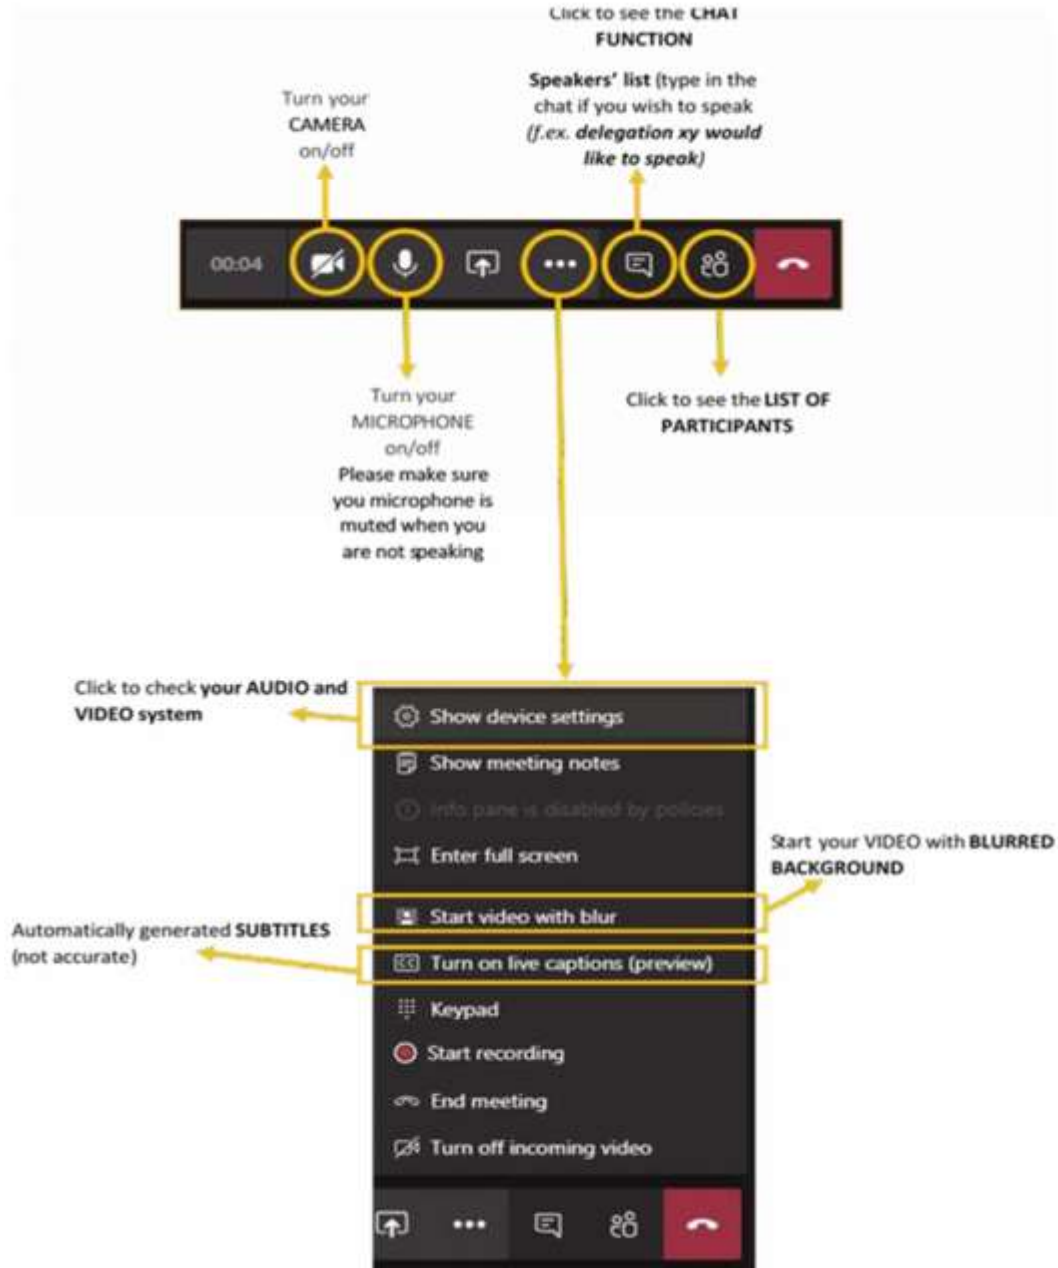 Click to see the CHAT
FUNCTION
Speakers' list (type in the
chat if you wish to speak
(f.ex. delegation xy would
like to speak)
Turn your
CAMERA
on/off
00:04
Turn your
MICROPHONE
on/off
Please make sure
you microphone is
muted when you
are not speaking
Click to see the LIST OF
PARTICIPANTS
Click to check your AUDIO and
VIDEO system
Show device settings
Show meeting notes
Info pane is disabled by policies
Enter full screen
Start your VIDEO with BLURRED
BACKGROUND
Start video with blur
Automatically generated SUBTITLES
(not accurate)
CC Turn on live captions (preview)
Keypad
Start recording
End meeting
Turn off incoming video